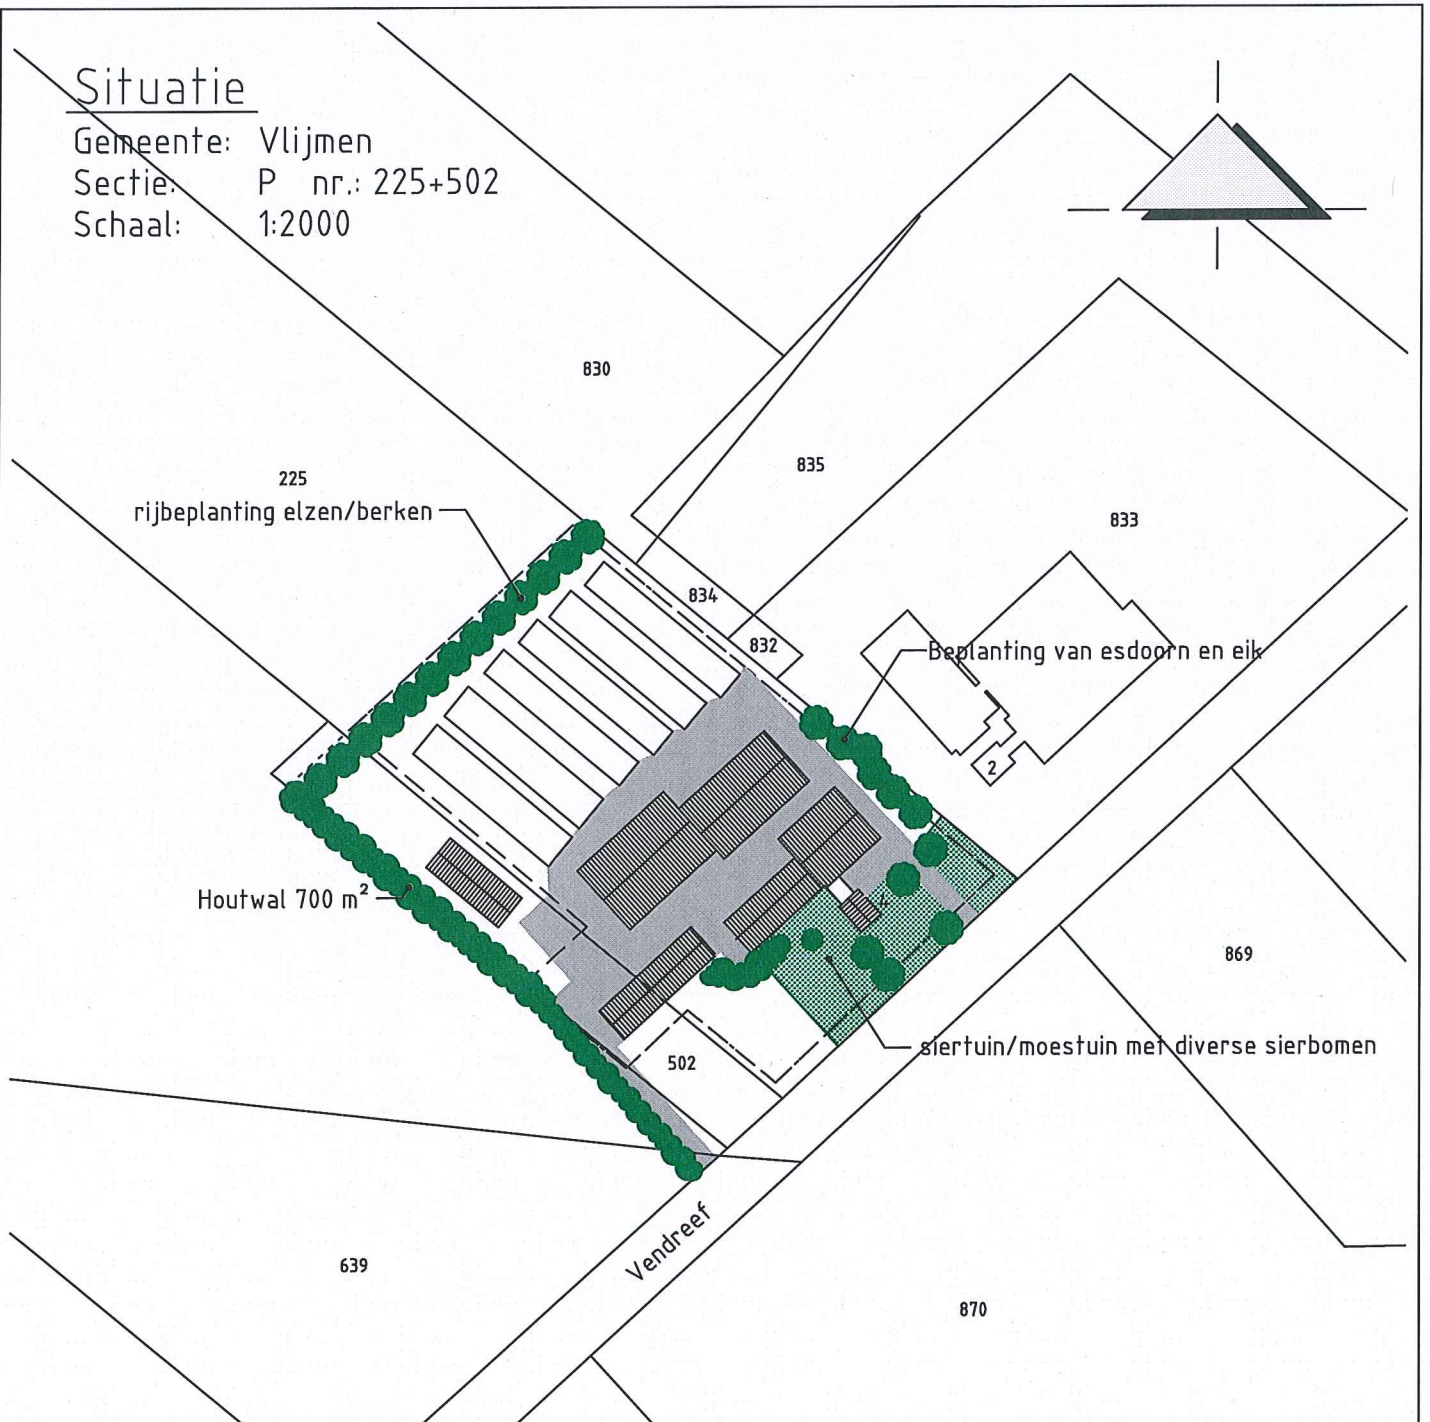 Situatie
Gemeente: Vlijmen
Sectie: P nr.: 225+502
Schaal: 1:2000
830
225
835
rijbeplanting elzen/berken
833
834
832
Beplanting van esdoorn en eik
2
Houtwal 700 m²
4
869
siertuin/moestuin met diverse sierbomen
502
Vendreef
639
870